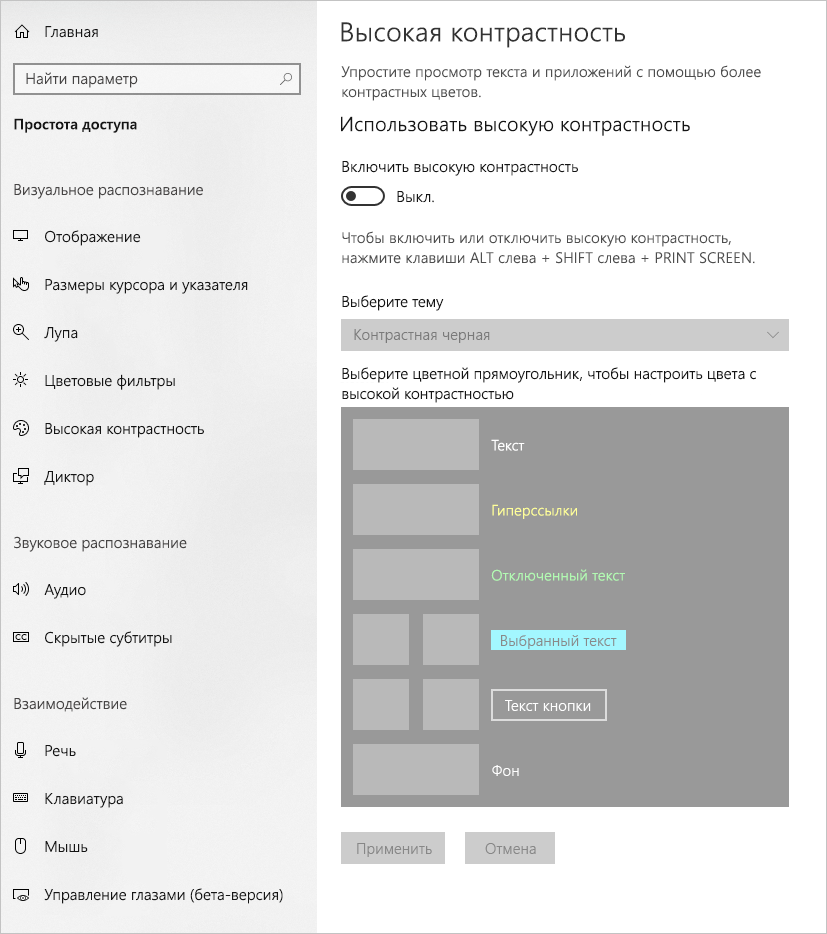 Главная
Найти параметр
Простота доступа
Визуальное распознавание
Отображение
Размеры курсора и указателя
Лупа
Цветовые фильтры
Высокая контрастность
Диктор
Звуковое распознавание
Аудио
Скрытые субтитры
Взаимодействие
Речь
Клавиатура
Мышь
Управление глазами (бета-версия)
Высокая контрастность
Упростите просмотр текста и приложений с помощью более
контрастных цветов.
Использовать высокую контрастность
Включить высокую контрастность
Выкл.
Чтобы включить или отключить высокую контрастность,
нажмите клавиши ALT слева + SHIFT слева + PRINT SCREEN.
Выберите тему
Контрастная черная
Выберите цветной прямоугольник, чтобы настроить цвета с
высокой контрастностью
Текст
Гиперссылки
Отключенный текст
Выбранный текст
Текст кнопки
Фон
Применить
Отмена